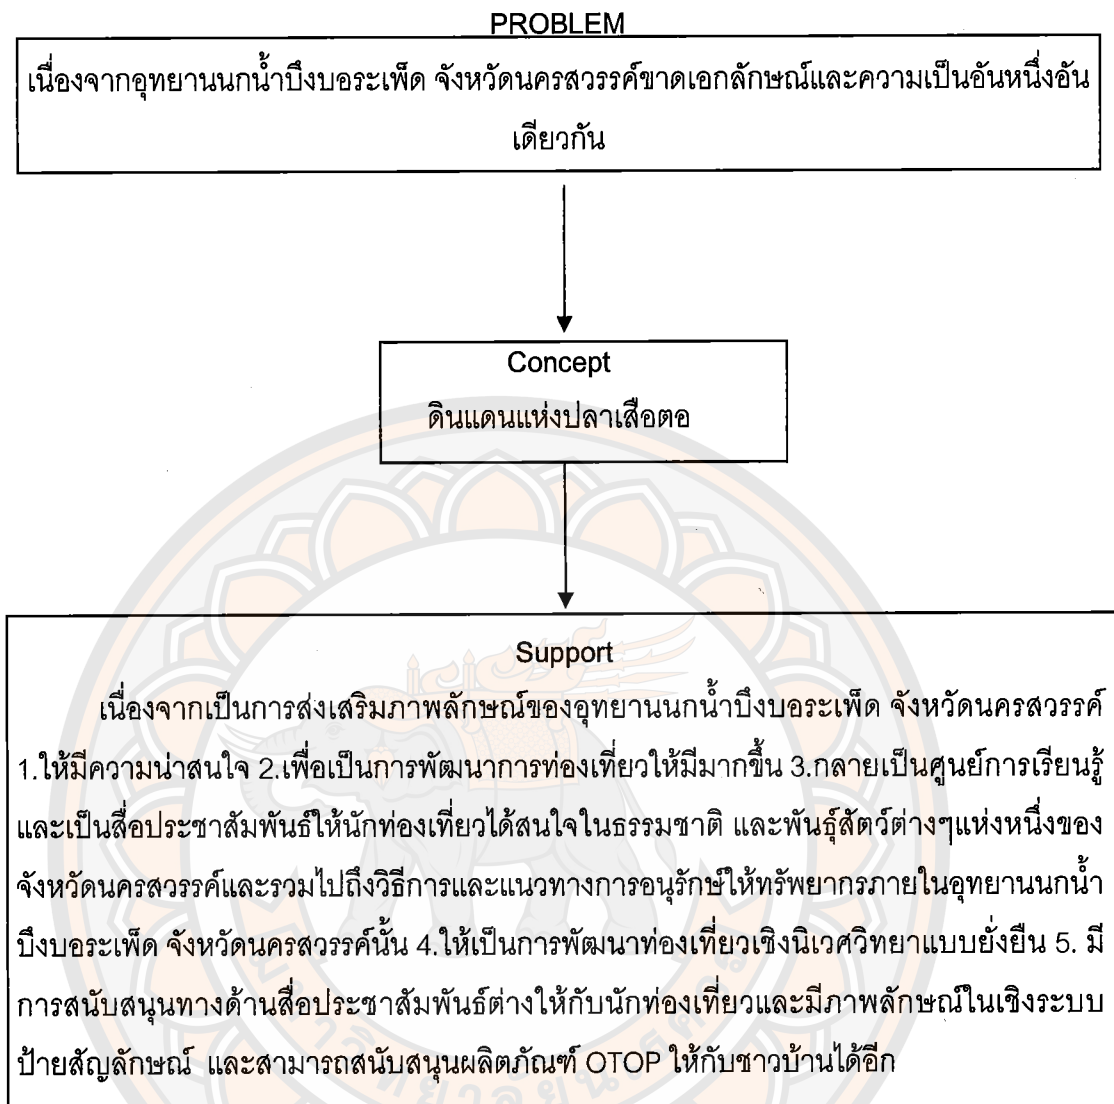 PROBLEM
เนื่องจากอุทยานนกน้ำบึงบอระเพ็ด จังหวัดนครสวรรค์ขาดเอกลักษณ์และความเป็นอันหนึ่งอัน
เดียวกัน
Concept
ดินแดนแห่งปลาเสือตอ
Support
เนื่องจากเป็นการส่งเสริมภาพลักษณ์ของอุทยานนกน้ำบึงบอระเพ็ด จังหวัดนครสวรรค์
1.ให้มีความน่าสนใจ 2.เพื่อเป็นการพัฒนาการท่องเที่ยวให้มีมากขึ้น 3.กลายเป็นศูนย์การเรียนรู้
และเป็นสื่อประชาสัมพันธ์ให้นักท่องเที่ยวได้สนใจในธรรมชาติ และพันธุ์สัตว์ต่างๆแห่งหนึ่งของ
จังหวัดนครสวรรค์และรวมไปถึงวิธีการและแนวทางการอนุรักษ์ให้ทรัพยากรภายในอุทยานนกน้ำ
บึงบอระเพ็ด จังหวัดนครสวรรค์นั้น 4.ให้เป็นการพัฒนาท่องเที่ยวเชิงนิเวศวิทยาแบบยั่งยืน 5. มี
การสนับสนุนทางด้านสื่อประชาสัมพันธ์ต่างให้กับนักท่องเที่ยวและมีภาพลักษณ์ในเชิงระบบ
ป้ายสัญลักษณ์ และสามารถสนับสนุนผลิตภัณฑ์ OTOP ให้กับชาวบ้านได้อีก